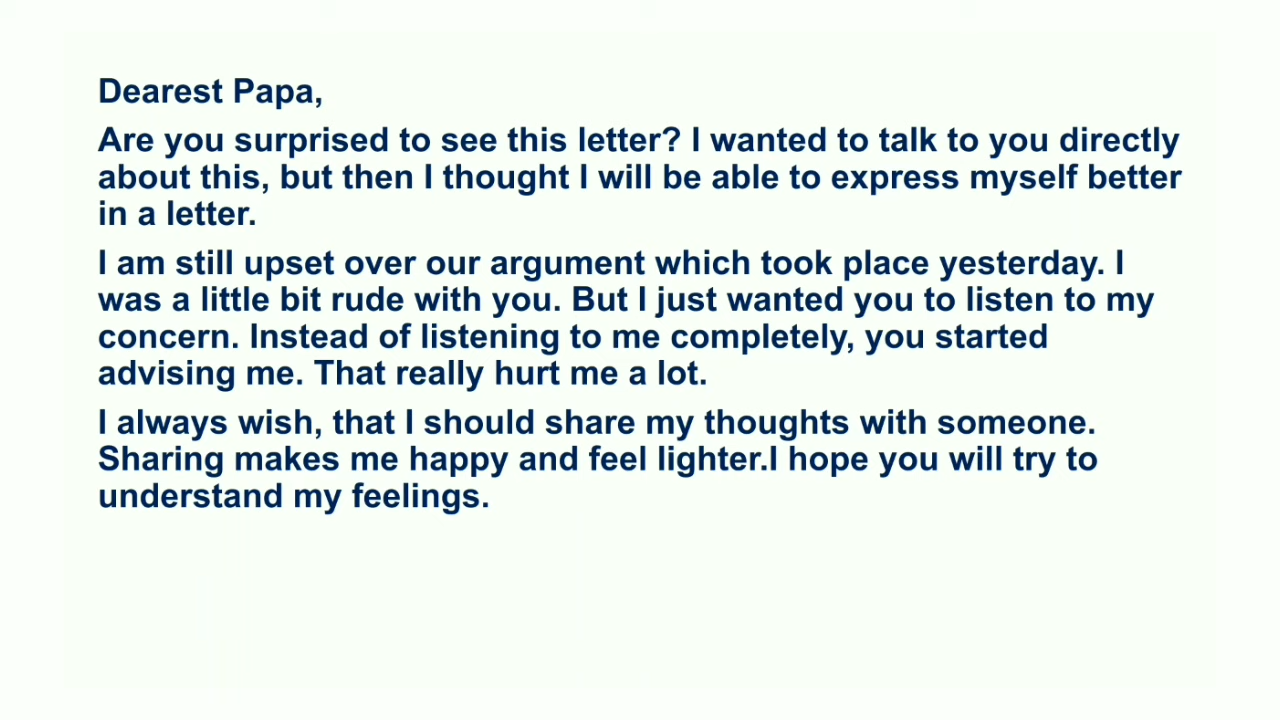 Dearest Papa,
Are you surprised to see this letter? I wanted to talk to you directly
about this, but then I thought I will be able to express myself better
in a letter.
I am still upset over our argument which took place yesterday. I
was a little bit rude with you. But I just wanted you to listen to my
concern. Instead of listening to me completely, you started
advising me. That really hurt me a lot.
I always wish, that I should share my thoughts with someone.
Sharing makes me happy and feel lighter.I hope you will try to
understand my feelings.